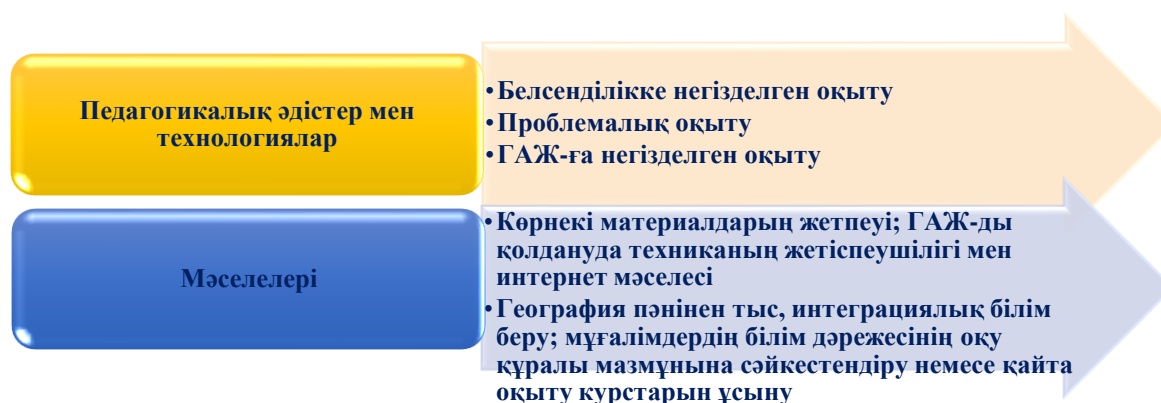 Педагогикалық әдістер мен
технологиялар
•Белсенділікке негізделген оқыту
•Проблемалық оқыту
•ГАЖ-ға негізделген оқыту
Мәселелері
•Көрнекі материалдарың жетпеуі; ГАЖ-ды
қолдануда техниканың жетіспеушілігі мен
интернет мәселесі
•География пәнінен тыс, интеграциялық білім
беру; мұғалімдердің білім дәрежесінің оқу
құралы мазмұнына сәйкестендіру немесе қайта
оқыту курстарын ұсыну